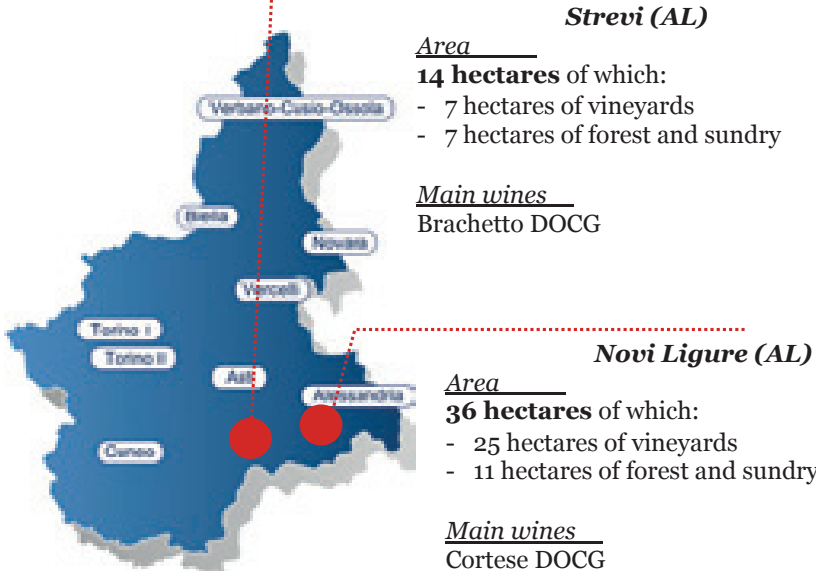 Strevi (AL)
Area
14 hectares of which:
- 7 hectares of vineyards
- 7 hectares of forest and sundry
Main wines
Brachetto DOCG
Verbano-Cusio-Ossola
Biella
Novara
Vercelli
Torino I
Torino II
Asti
Alessandria
Cuneo
Novi Ligure (AL)
Area
36 hectares of which:
- 25 hectares of vineyards
- 11 hectares of forest and sundry
Main wines
Cortese DOCG